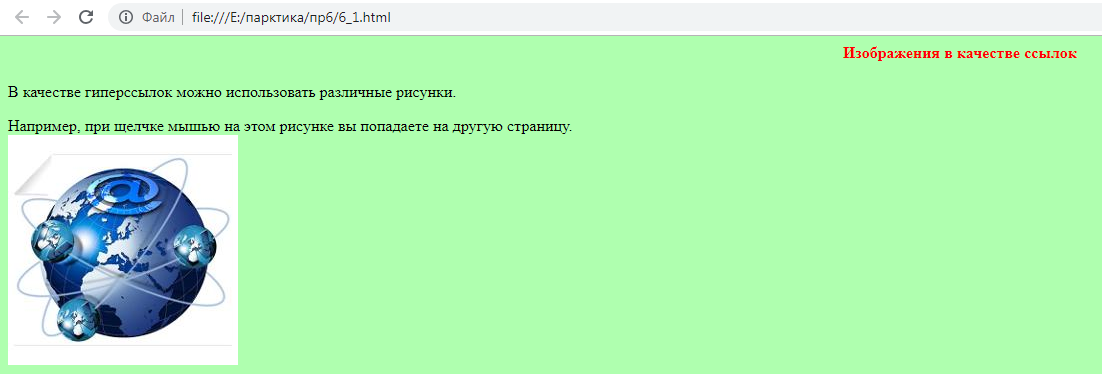 Файл file:///E:/парктика/пр6/6_1.html
Изображения в качестве ссылок
В качестве гиперссылок можно использовать различные рисунки.
Например, при щелчке мышью на этом рисунке вы попадаете на другую страницу.
@